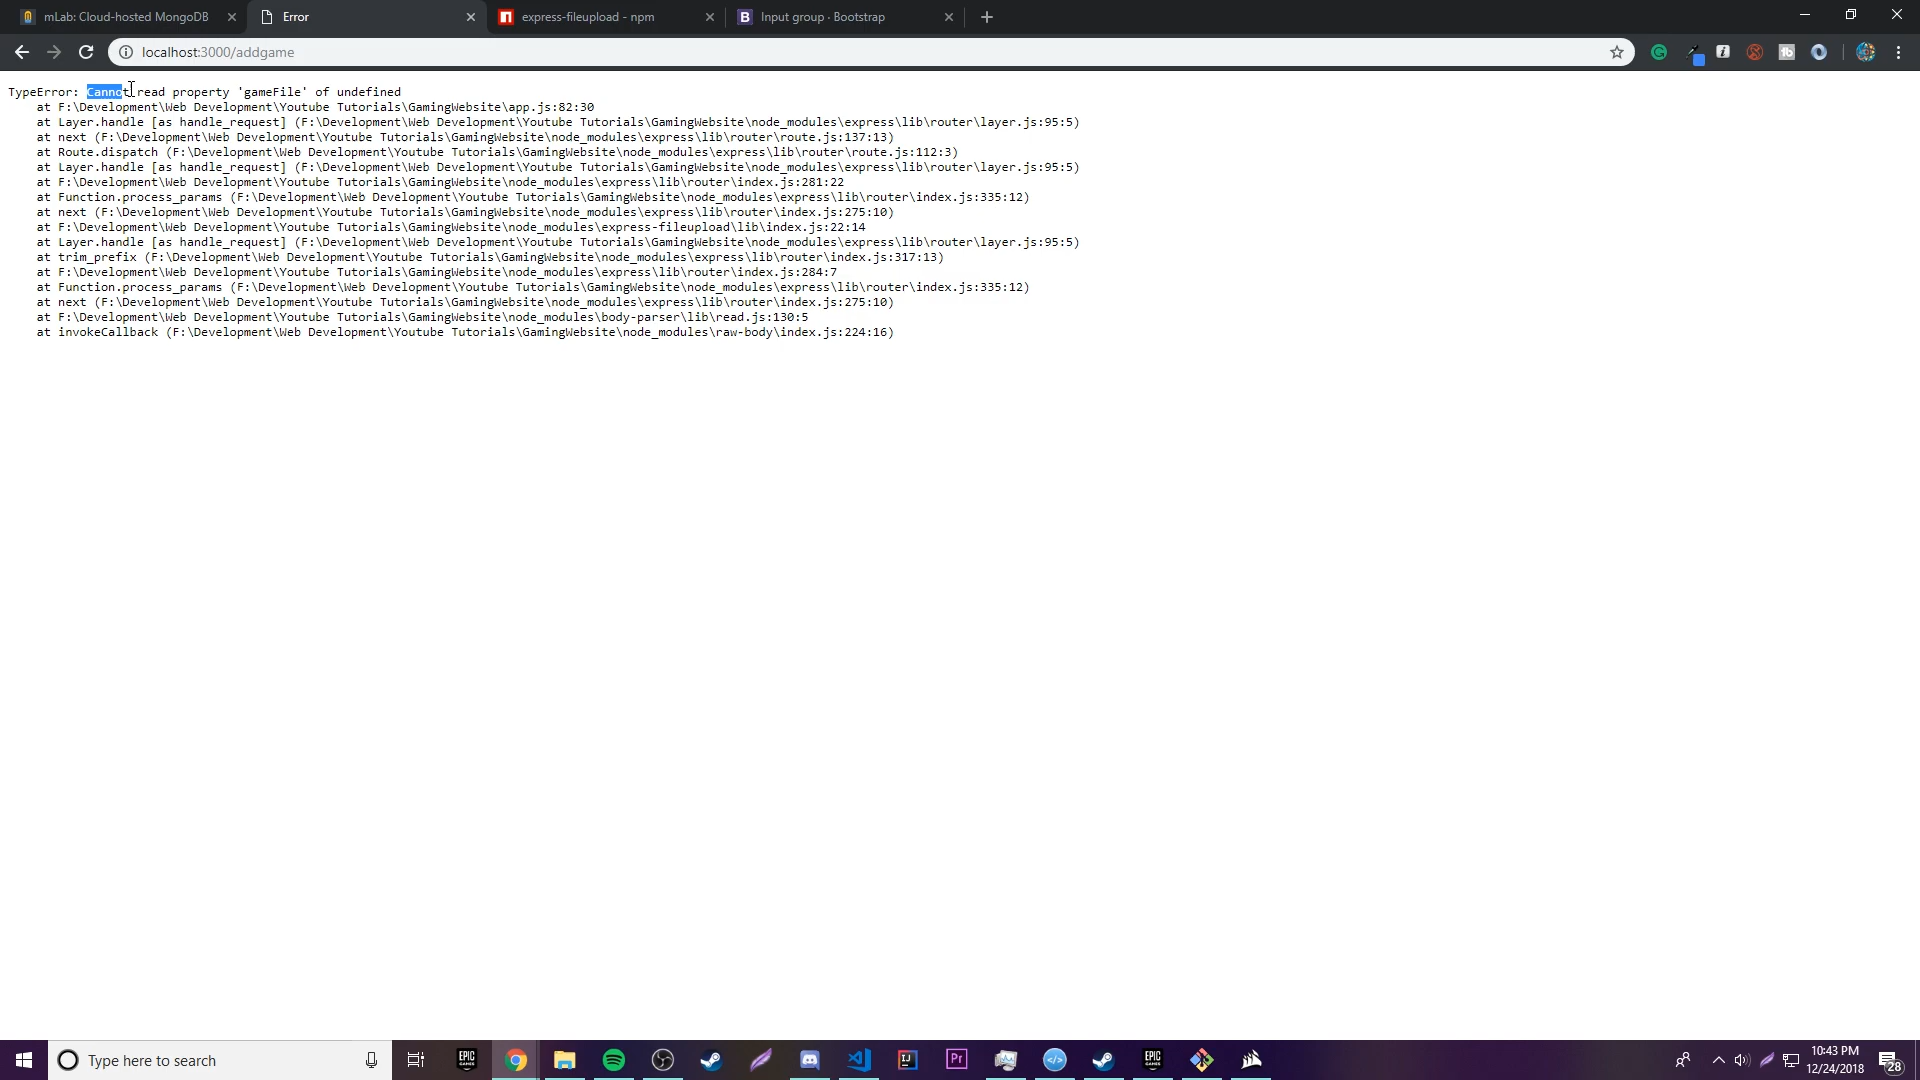 mLab: Cloud-hosted MongoDB
Error
express-fileupload - npm
Input group · Bootstrap
localhost:3000/addgame
TypeError: Cannot read property 'gameFile' of undefined
at F:\Development\Web Development\Youtube Tutorials\GamingWebsite\app.js:82:30
at Layer.handle [as handle_request] (F:\Development\Web Development\Youtube Tutorials\GamingWebsite\node_modules\express\lib\router\layer.js:95:5)
at next (F:\Development\Web Development\Youtube Tutorials\GamingWebsite\node_modules\express\lib\router\route.js:137:13)
at Route.dispatch (F:\Development\Web Development\Youtube Tutorials\GamingWebsite\node_modules\express\lib\router\route.js:112:3)
at Layer.handle [as handle_request] (F:\Development\Web Development\Youtube Tutorials\GamingWebsite\node_modules\express\lib\router\layer.js:95:5)
at F:\Development\Web Development\Youtube Tutorials\GamingWebsite\node_modules\express\lib\router\index.js:281:22
at Function.process_params (F:\Development\Web Development\Youtube Tutorials\GamingWebsite\node_modules\express\lib\router\index.js:335:12)
at next (F:\Development\Web Development\Youtube Tutorials\GamingWebsite\node_modules\express\lib\router\index.js:275:10)
at F:\Development\Web Development\Youtube Tutorials\GamingWebsite\node_modules\express-fileupload\lib\index.js:22:14
at Layer.handle [as handle_request] (F:\Development\Web Development\Youtube Tutorials\GamingWebsite\node_modules\express\lib\router\layer.js:95:5)
at trim_prefix (F:\Development\Web Development\Youtube Tutorials\GamingWebsite\node_modules\express\lib\router\index.js:317:13)
at F:\Development\Web Development\Youtube Tutorials\GamingWebsite\node_modules\express\lib\router\index.js:284:7
at Function.process_params (F:\Development\Web Development\Youtube Tutorials\GamingWebsite\node_modules\express\lib\router\index.js:335:12)
at next (F:\Development\Web Development\Youtube Tutorials\GamingWebsite\node_modules\express\lib\router\index.js:275:10)
at F:\Development\Web Development\Youtube Tutorials\GamingWebsite\node_modules\body-parser\lib\read.js:130:5
at invokeCallback (F:\Development\Web Development\Youtube Tutorials\GamingWebsite\node_modules\raw-body\index.js:224:16)
Type here to search
10:43 PM
12/24/2018
28